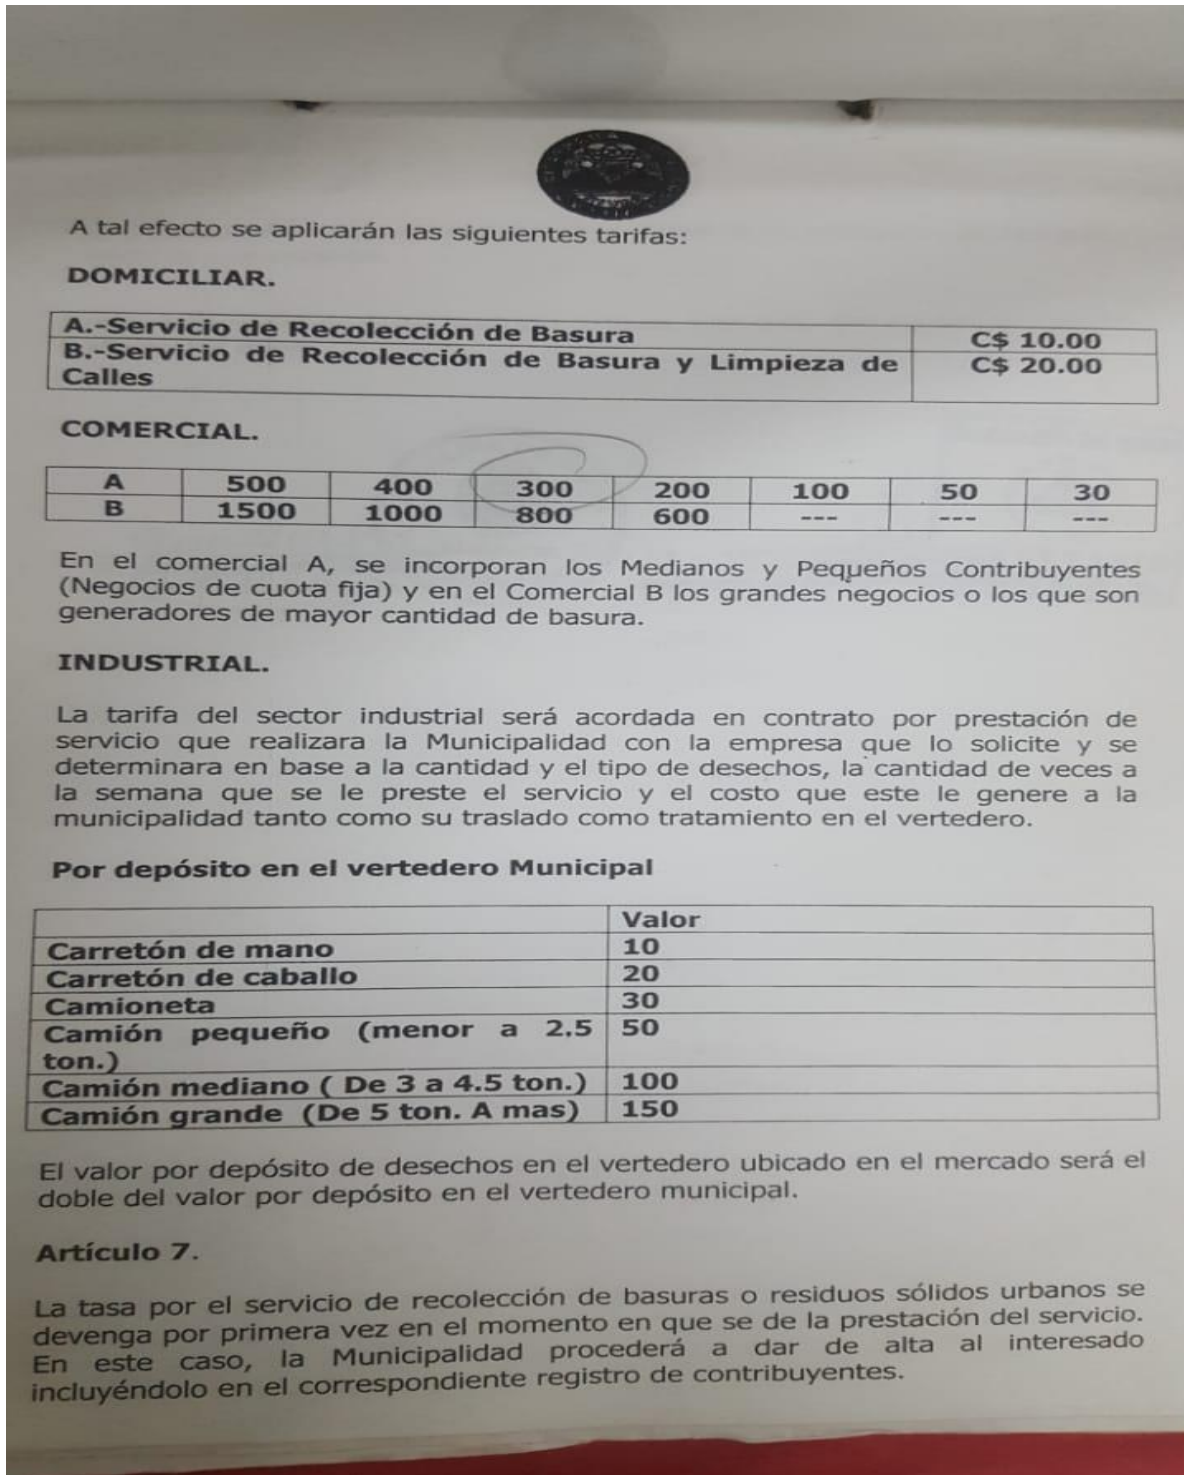 A tal efecto se aplicarán las siguientes tarifas:
DOMICILIAR.
A.-Servicio de Recolección de Basura C$ 10.00
B.-Servicio de Recolección de Basura y Limpieza de C$ 20.00
Calles
COMERCIAL.
A 500 400 300 200 100 50 30
B 1500 1000 800 600 --- --- ---
En el comercial A, se incorporan los Medianos y Pequeños Contribuyentes
(Negocios de cuota fija) y en el Comercial B los grandes negocios o los que son
generadores de mayor cantidad de basura.
INDUSTRIAL.
La tarifa del sector industrial será acordada en contrato por prestación de
servicio que realizara la Municipalidad con la empresa que lo solicite y se
determinara en base a la cantidad y el tipo de desechos, la cantidad de veces a
la semana que se le preste el servicio y el costo que este le genere a la
municipalidad tanto como su traslado como tratamiento en el vertedero.
Por depósito en el vertedero Municipal
Valor
Carretón de mano 10
Carretón de caballo 20
Camioneta 30
Camión pequeño (menor a 2.5 50
ton.)
Camión mediano ( De 3 a 4.5 ton.) 100
Camión grande (De 5 ton. A mas) 150
El valor por depósito de desechos en el vertedero ubicado en el mercado será el
doble del valor por depósito en el vertedero municipal.
Artículo 7.
La tasa por el servicio de recolección de basuras o residuos sólidos urbanos se
devenga por primera vez en el momento en que se de la prestación del servicio.
En este caso, la Municipalidad procederá a dar de alta al interesado
incluyéndolo en el correspondiente registro de contribuyentes.